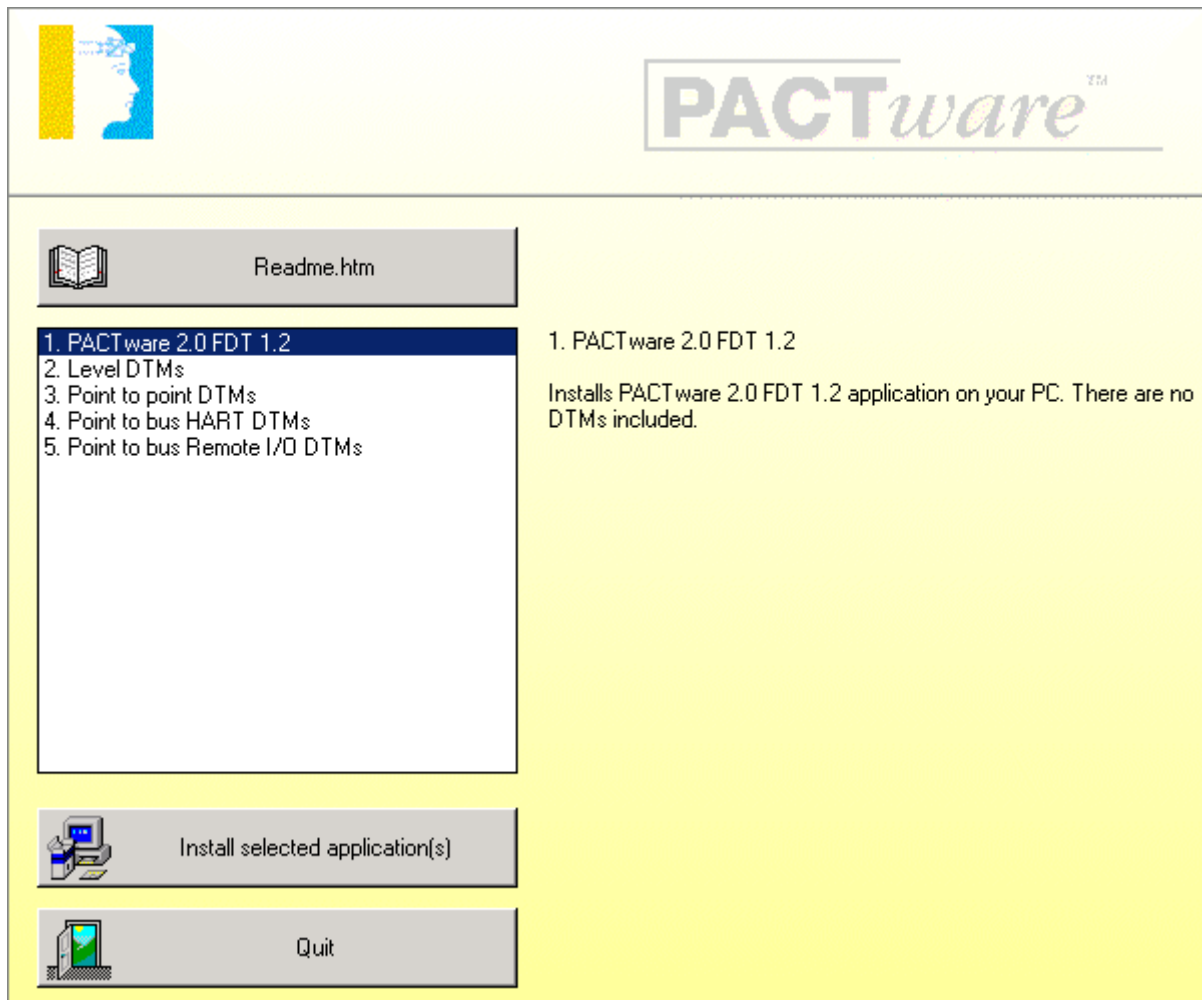 PACTware™
Readme.htm
1. PACTware 2.0 FDT 1.2
2. Level DTMs
3. Point to point DTMs
4. Point to bus HART DTMs
5. Point to bus Remote I/O DTMs
1. PACTware 2.0 FDT 1.2
Installs PACTware 2.0 FDT 1.2 application on your PC. There are no
DTMs included.
Install selected application(s)
Quit